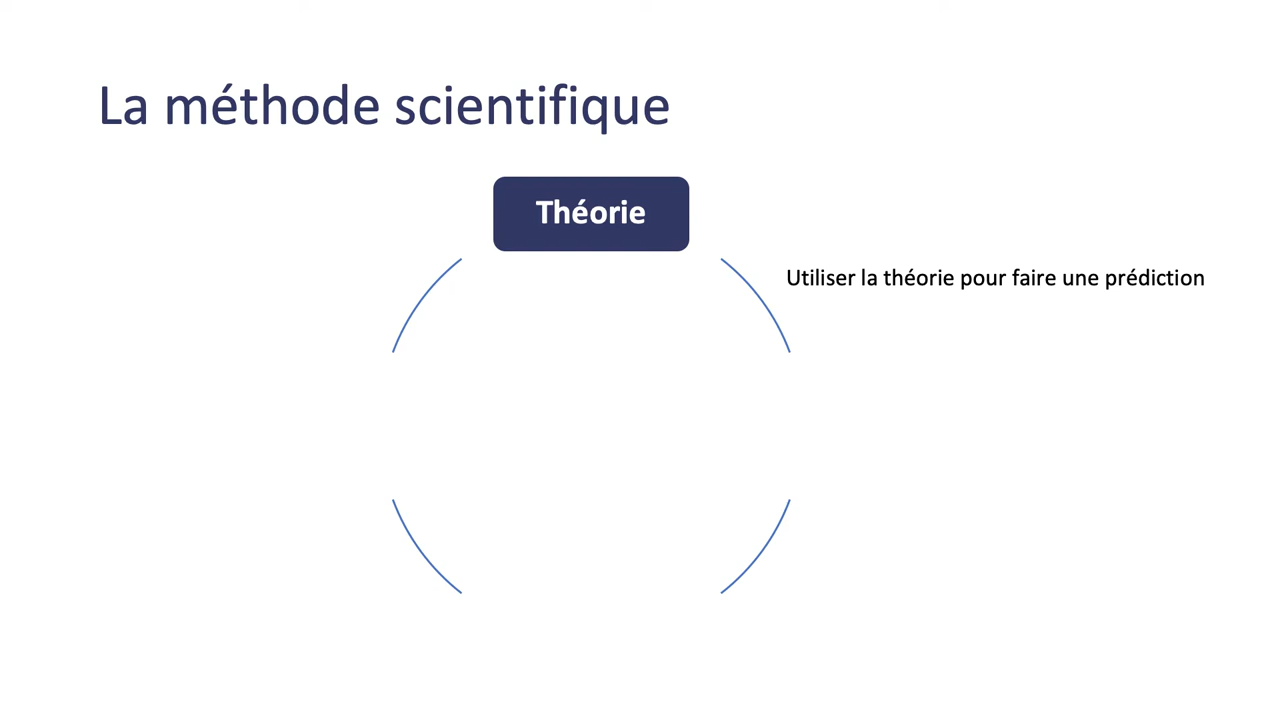 La méthode scientifique
Théorie
Utiliser la théorie pour faire une prédiction